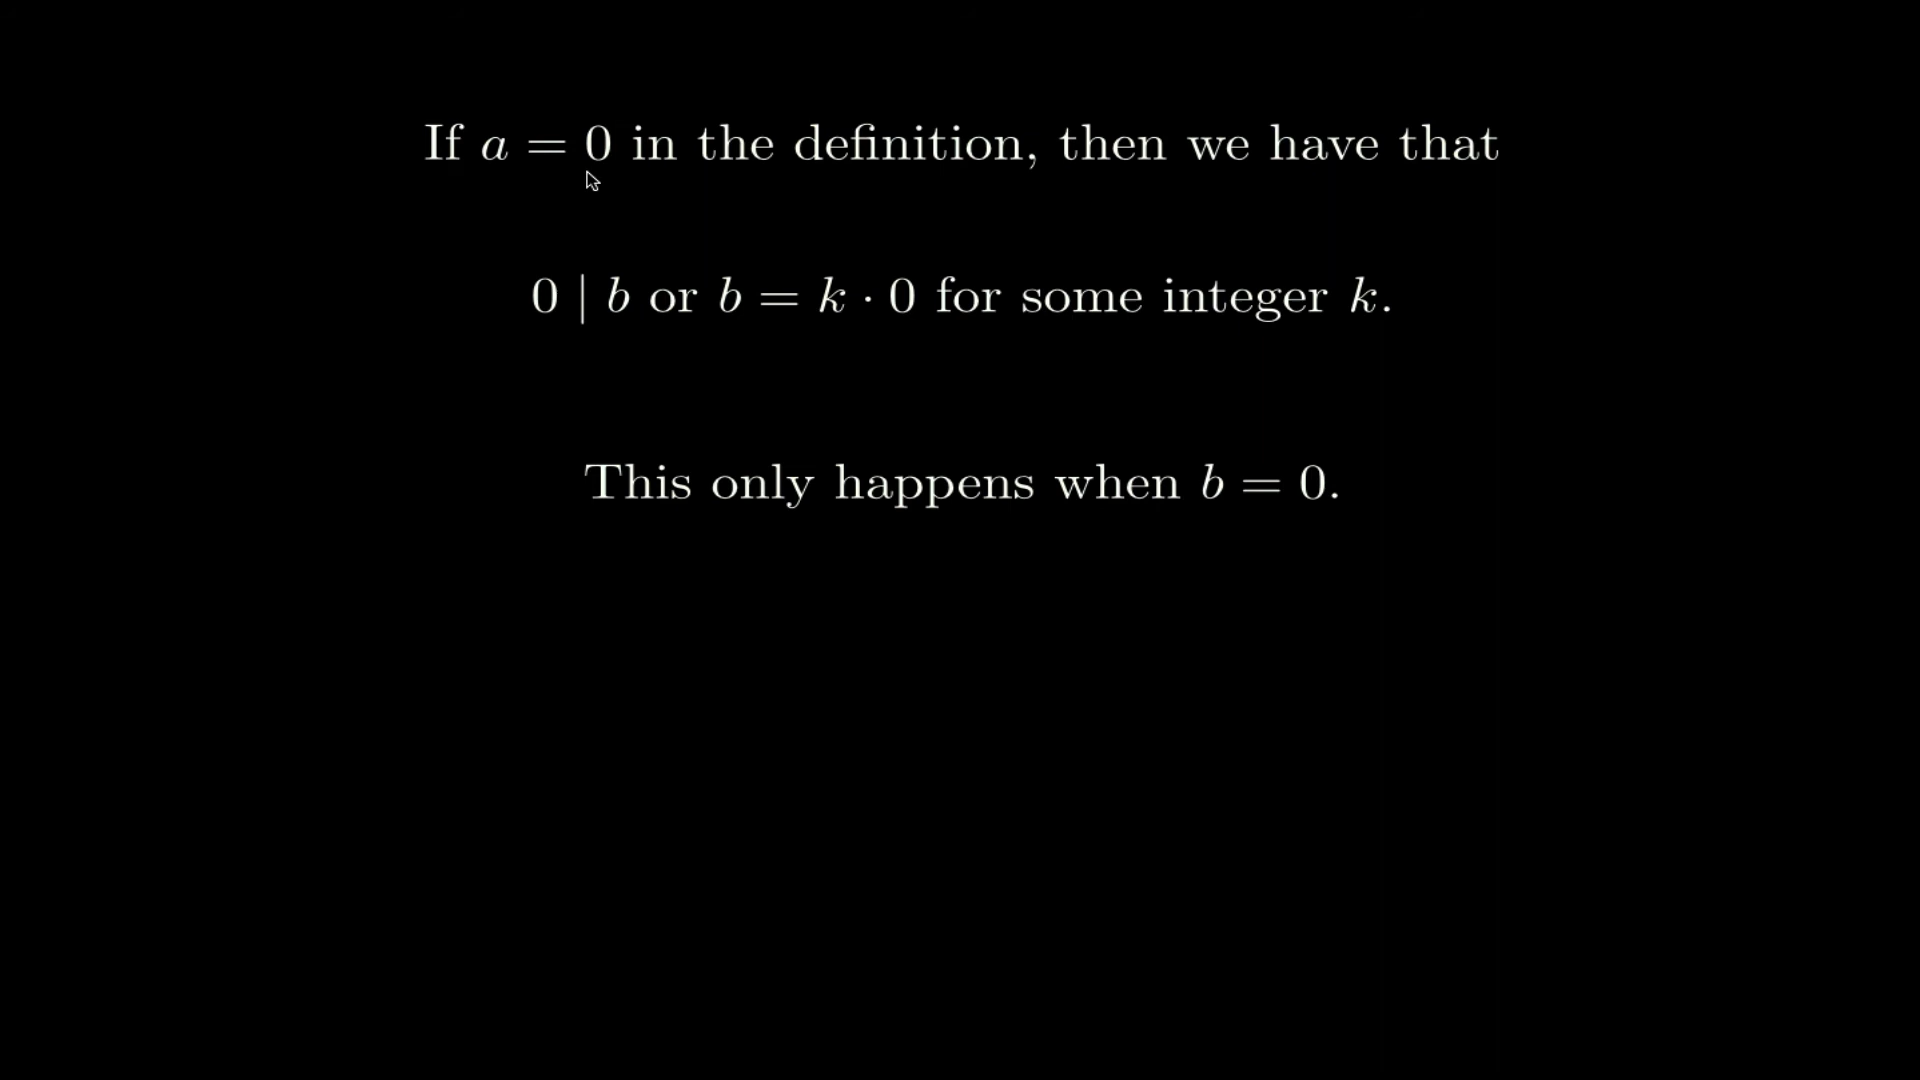 If a = 0 in the definition, then we have that
0 | b or b = k · 0 for some integer k.
This only happens when b = 0.